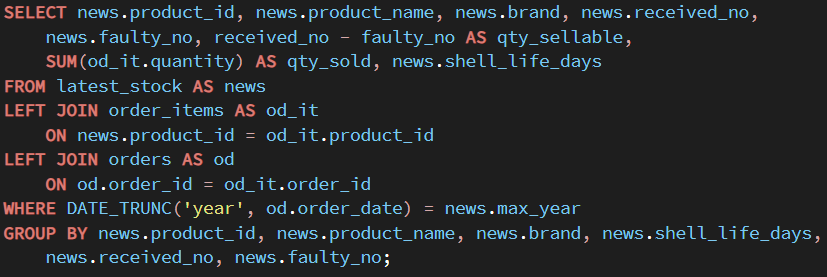 SELECT news.product_id, news.product_name, news.brand, news.received_no,
news.faulty_no, received_no - faulty_no AS qty_sellable,
SUM(od_it.quantity) AS qty_sold, news.shell_life_days
FROM latest_stock AS news
LEFT JOIN order_items AS od_it
ON news.product_id = od_it.product_id
LEFT JOIN orders AS od
ON od.order_id = od_it.order_id
WHERE DATE_TRUNC('year', od.order_date) = news.max_year
GROUP BY news.product_id, news.product_name, news.brand, news.shell_life_days,
news.received_no, news.faulty_no;